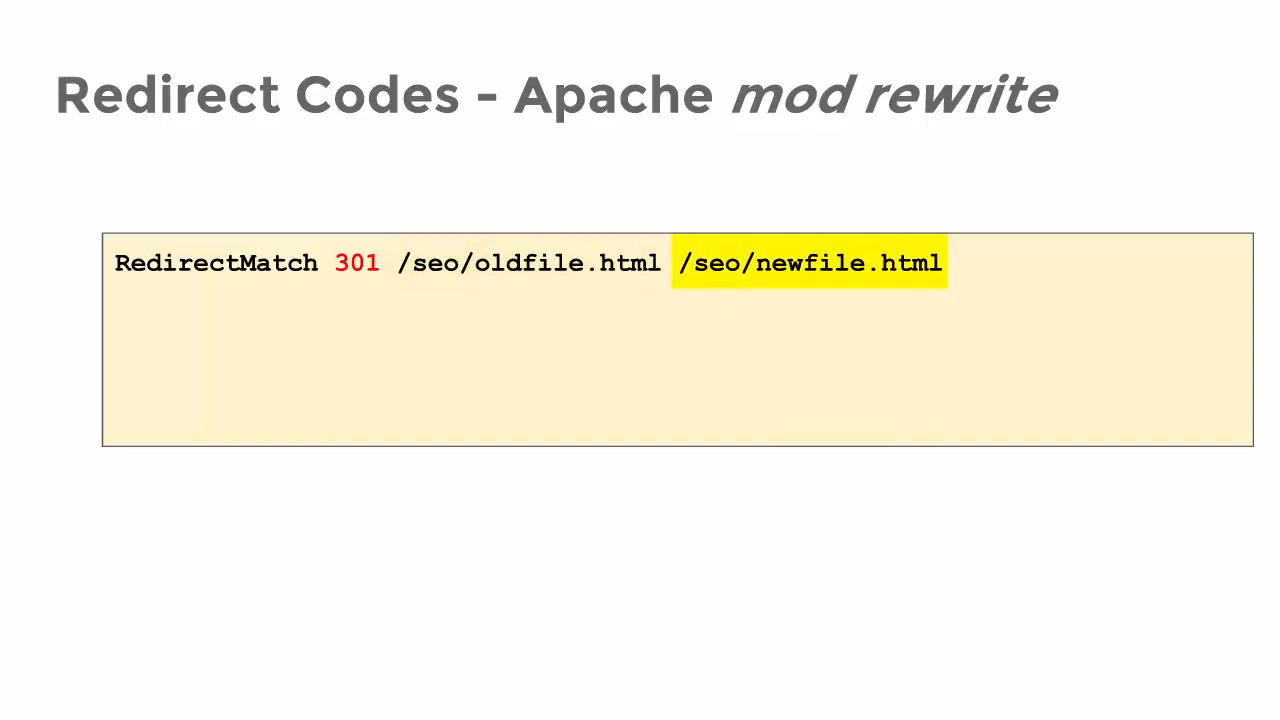 Redirect Codes - Apache mod rewrite
RedirectMatch 301 /seo/oldfile.html /seo/newfile.html